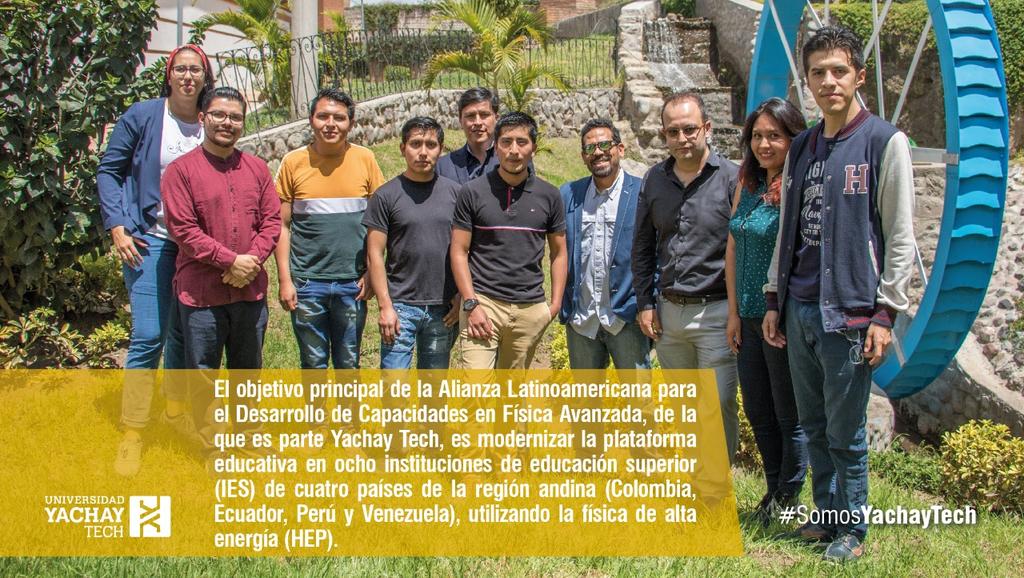 El objetivo principal de la Alianza Latinoamericana para
el Desarrollo de Capacidades en Física Avanzada, de la
que es parte Yachay Tech, es modernizar la plataforma
educativa en ocho instituciones de educación superior
(IES) de cuatro países de la región andina (Colombia,
Ecuador, Perú y Venezuela), utilizando la física de alta
energía (HEP).
UNIVERSIDAD
YACHAY
TECH
#SomosYachayTech
H